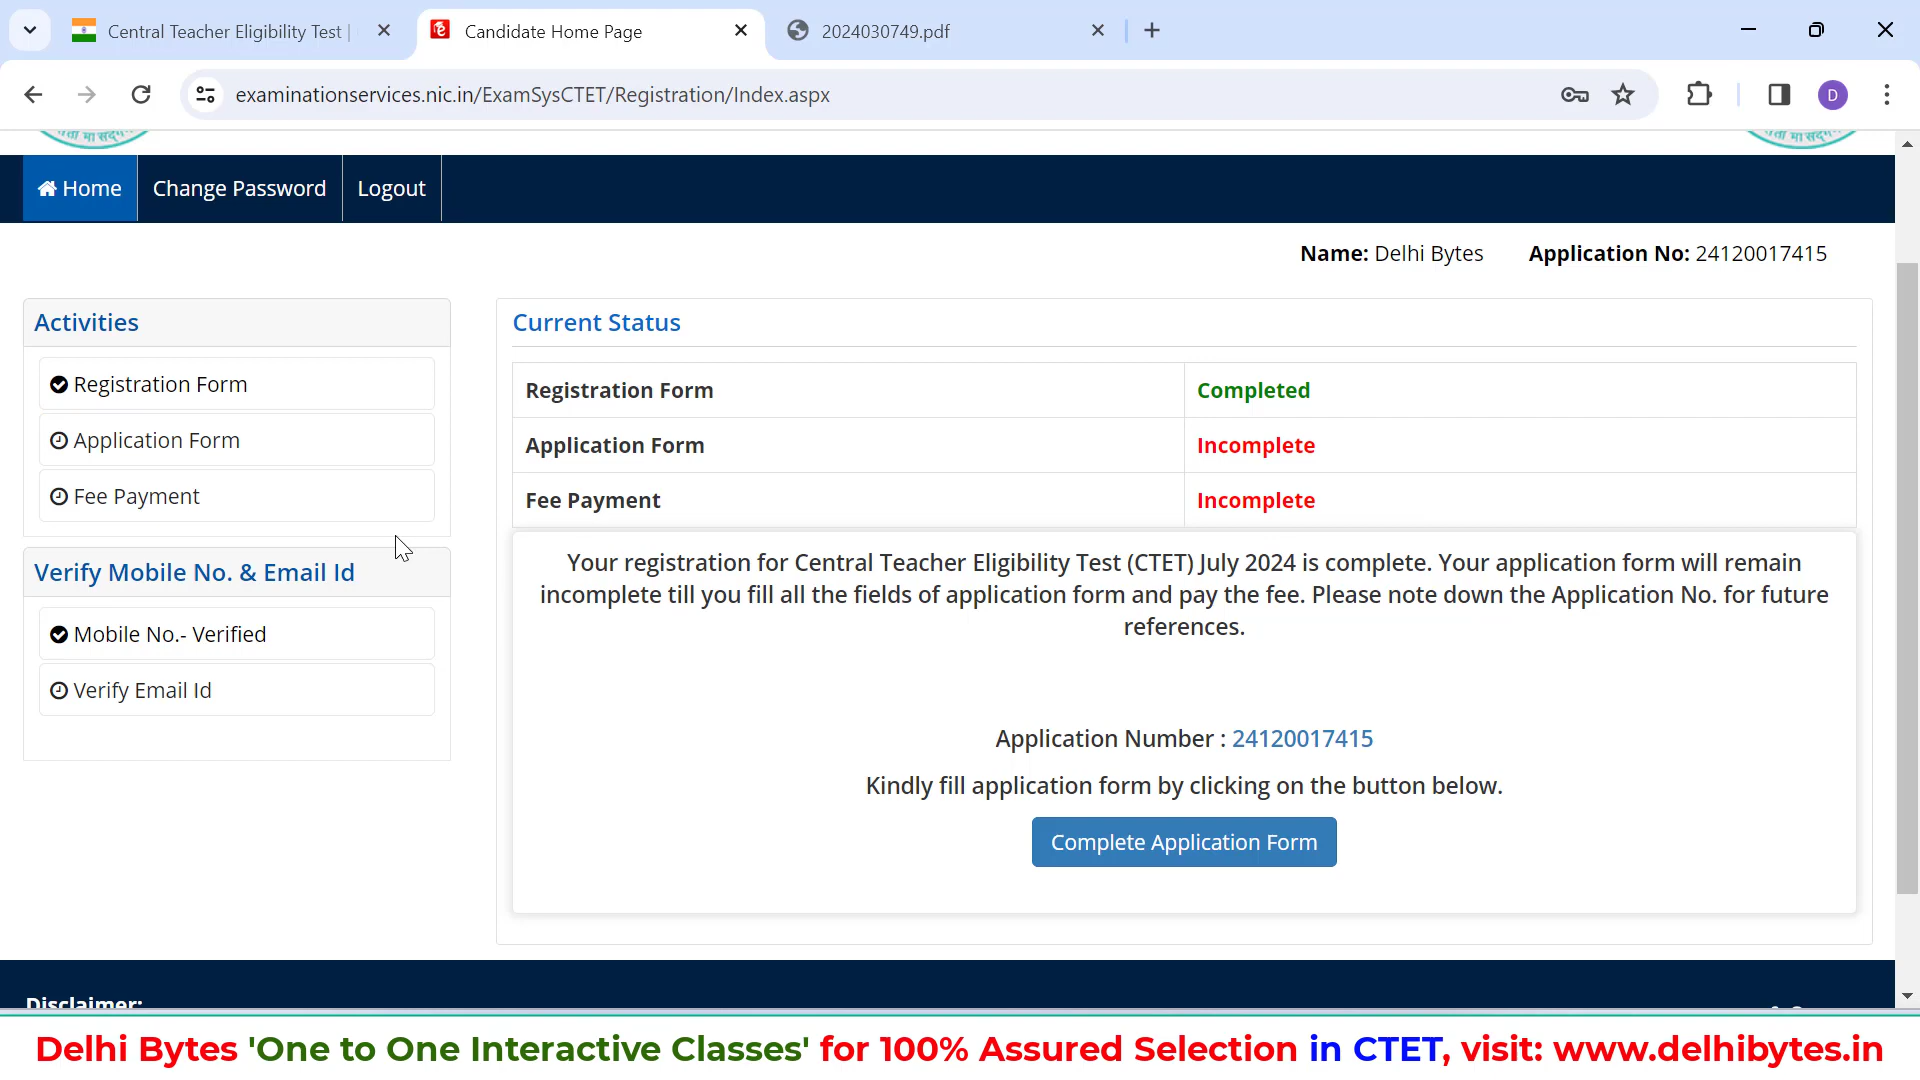 Central Teacher Eligibility Test |
Candidate Home Page
2024030749.pdf
examinationservices.nic.in/ExamSysCTET/Registration/Index.aspx
D
Home
Change Password
Logout
Name: Delhi Bytes
Application No: 24120017415
Activities
Registration Form
Application Form
Fee Payment
Verify Mobile No. & Email Id
Mobile No.- Verified
Verify Email Id
Current Status
Registration Form Completed
Application Form Incomplete
Fee Payment Incomplete
Your registration for Central Teacher Eligibility Test (CTET) July 2024 is complete. Your application form will remain
incomplete till you fill all the fields of application form and pay the fee. Please note down the Application No. for future
references.
Application Number : 24120017415
Kindly fill application form by clicking on the button below.
Complete Application Form
Disclaimer:
Delhi Bytes 'One to One Interactive Classes' for 100% Assured Selection in CTET, visit: www.delhibytes.in